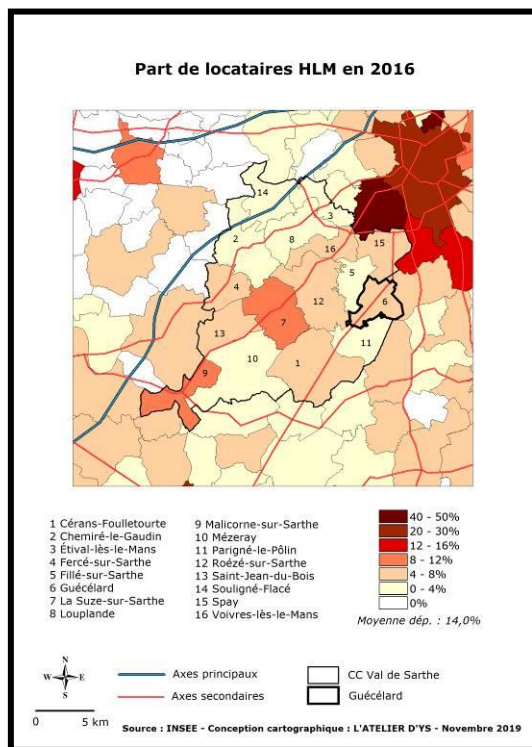 Part de locataires HLM en 2016
14
3
2
8
16
15
5
4
12
6
7
13
11
10
1
9
1 Cérans-Foulletourte
2 Chemiré-le-Gaudin
3 Étival-lès-le Mans
4 Fercé-sur-Sarthe
5 Fillé-sur-Sarthe
6 Guécélard
7 La Suze-sur-Sarthe
8 Louplande
9 Malicorne-sur-Sarthe
10 Mézeray
11 Parigné-le-Pôlin
12 Roézé-sur-Sarthe
13 Saint-Jean-du-Bois
14 Souligné-Flacé
15 Spay
16 Voivres-lès-le Mans
40 - 50%
20 - 30%
12 - 16%
8 - 12%
4 - 8%
0 - 4%
0%
Moyenne dép. : 14,0%
N
W E
S
0 5 km
Axes principaux
Axes secondaires
CC Val de Sarthe
Guécélard
Source : INSEE - Conception cartographique : L'ATELIER D'YS - Novembre 2019